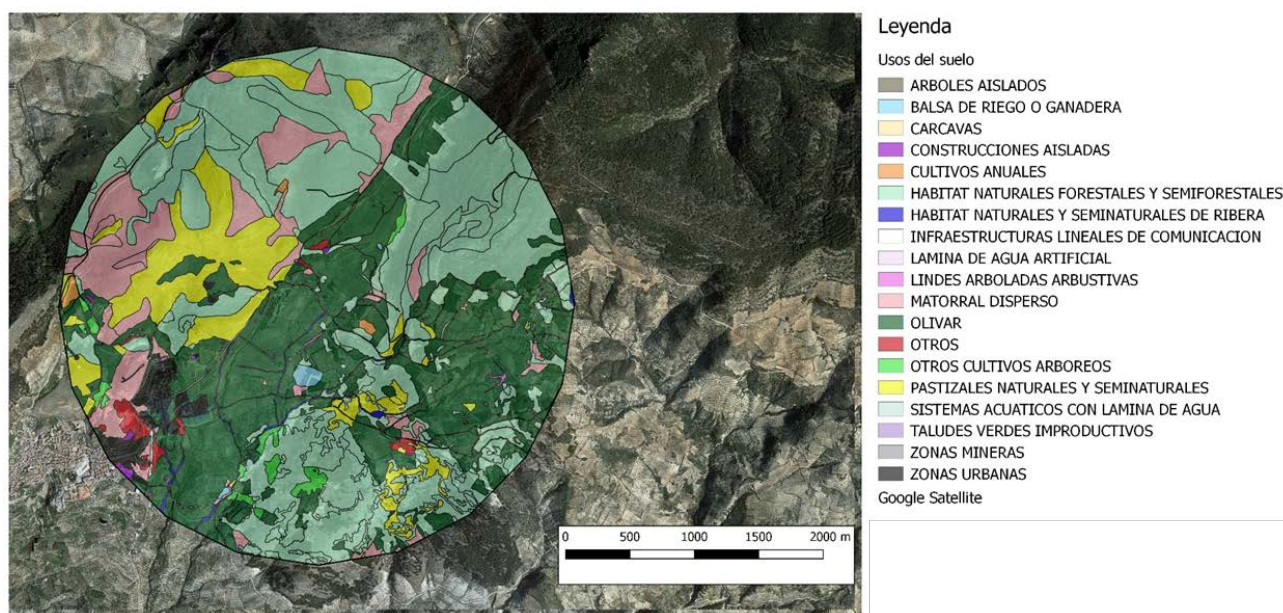 Leyenda
Usos del suelo
ARBOLES AISLADOS
BALSA DE RIEGO O GANADERA
CARCAVAS
CONSTRUCCIONES AISLADAS
CULTIVOS ANUALES
HABITAT NATURALES FORESTALES Y SEMIFORESTALES
HABITAT NATURALES Y SEMINATURALES DE RIBERA
INFRAESTRUCTURAS LINEALES DE COMUNICACION
LAMINA DE AGUA ARTIFICIAL
LINDES ARBOLADAS ARBUSTIVAS
MATORRAL DISPERSO
OLIVAR
OTROS
OTROS CULTIVOS ARBOREOS
PASTIZALES NATURALES Y SEMINATURALES
SISTEMAS ACUATICOS CON LAMINA DE AGUA
TALUDES VERDES IMPRODUCTIVOS
ZONAS MINERAS
ZONAS URBANAS
Google Satellite
0 500 1000 1500 2000 m